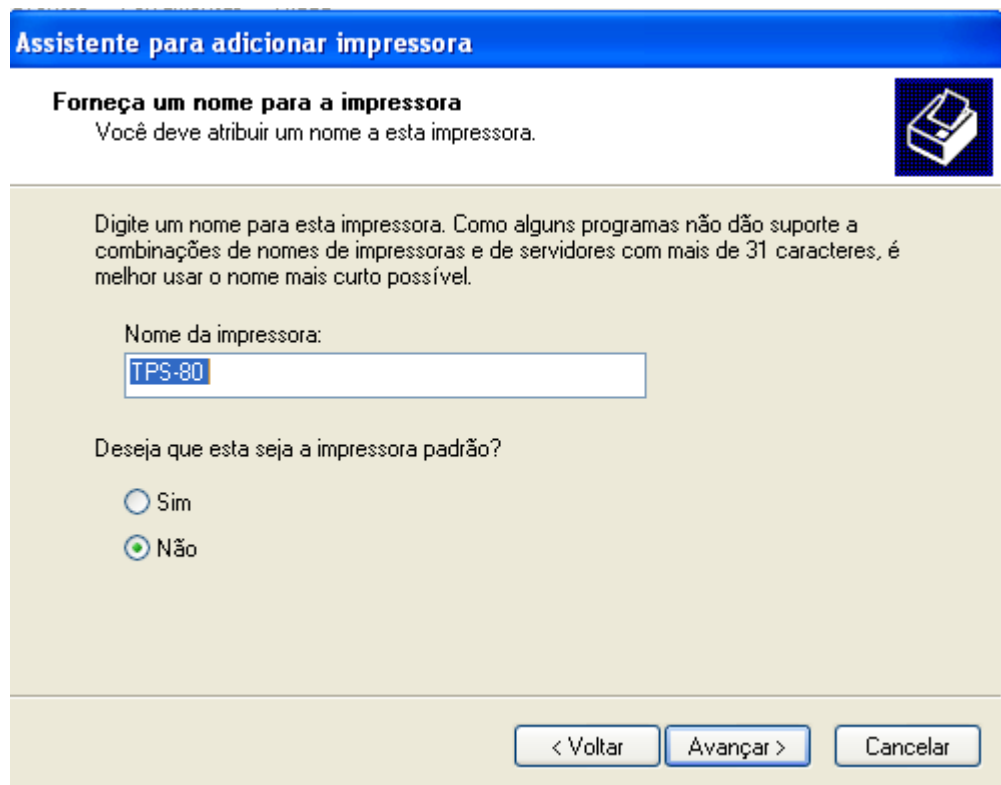 Assistente para adicionar impressora
Forneça um nome para a impressora
Você deve atribuir um nome a esta impressora.
Digite um nome para esta impressora. Como alguns programas não dão suporte a
combinações de nomes de impressoras e de servidores com mais de 31 caracteres, é
melhor usar o nome mais curto possível.
Nome da impressora:
TPS-80
Deseja que esta seja a impressora padrão?
Sim
Não
< Voltar
Avançar >
Cancelar